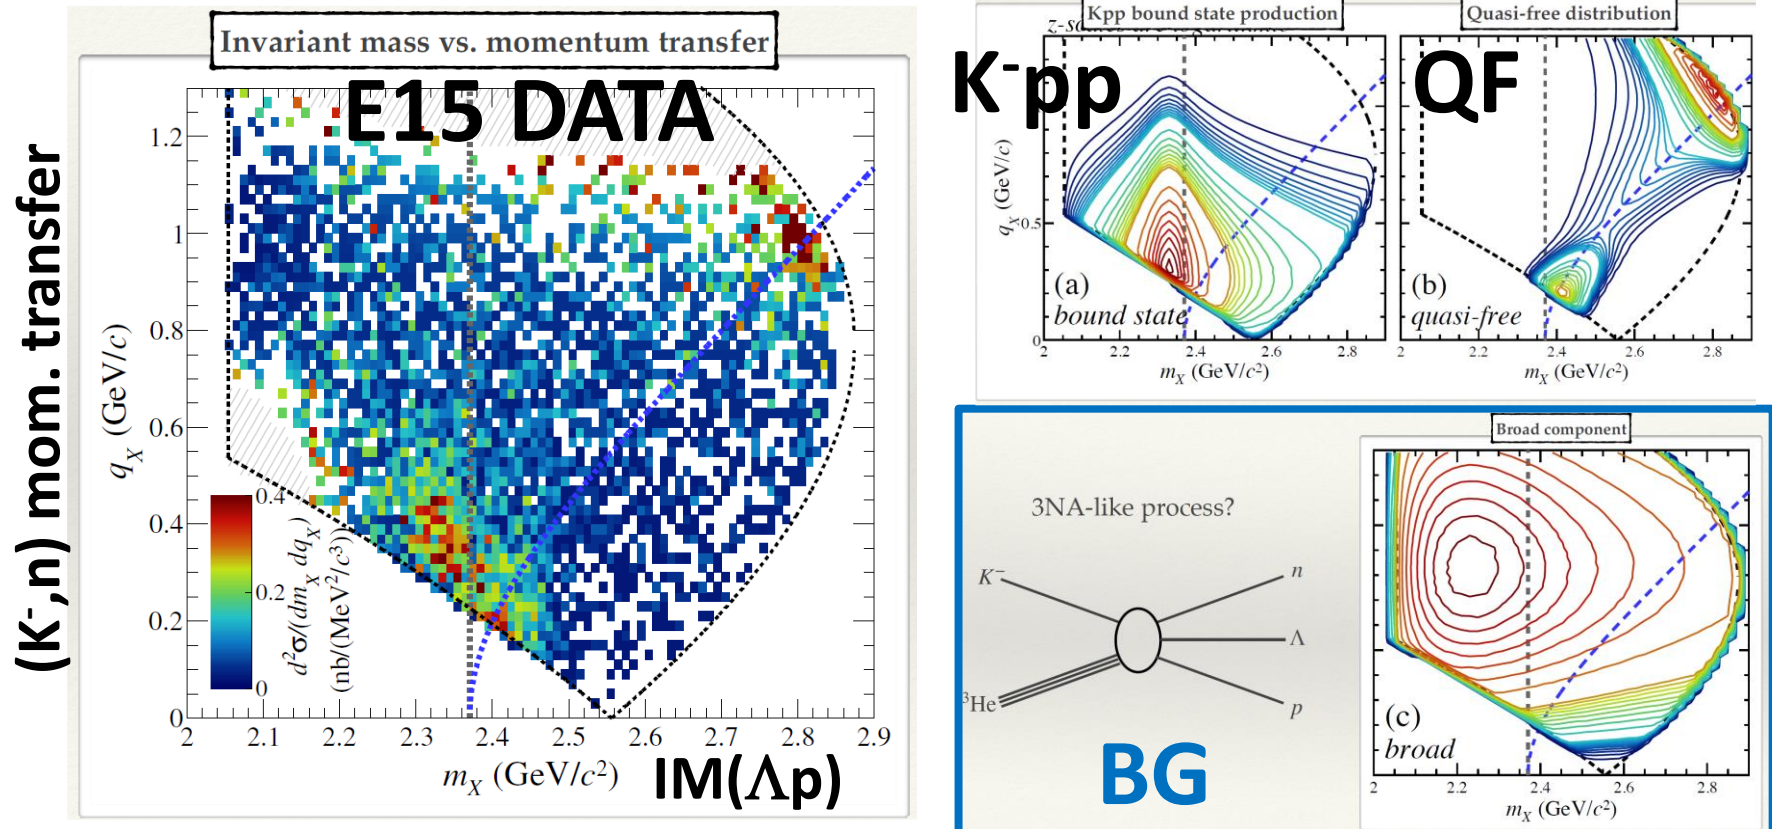 Invariant mass vs. momentum transfer
E15 DATA
(K⁻,n) mom. transfer
q_X (GeV/c)
1.2
1
0.8
0.6
0.4
0.2
0
0.4
0.2
0
d²σ/(dm_X dq_X)
(nb/(MeV²/c³))
2 2.1 2.2 2.3 2.4 2.5 2.6 2.7 2.8 2.9
m_X (GeV/c²)
IM(Λp)
Kpp bound state production
K⁻pp
q_X (GeV/c)
0.5
0
(a)
bound state
2 2.2 2.4 2.6 2.8
m_X (GeV/c²)
Quasi-free distribution
QF
(b)
quasi-free
2 2.2 2.4 2.6 2.8
m_X (GeV/c²)
3NA-like process?
K⁻
³He
n
Λ
p
BG
Broad component
(c)
broad
2 2.2 2.4 2.6 2.8
m_X (GeV/c²)